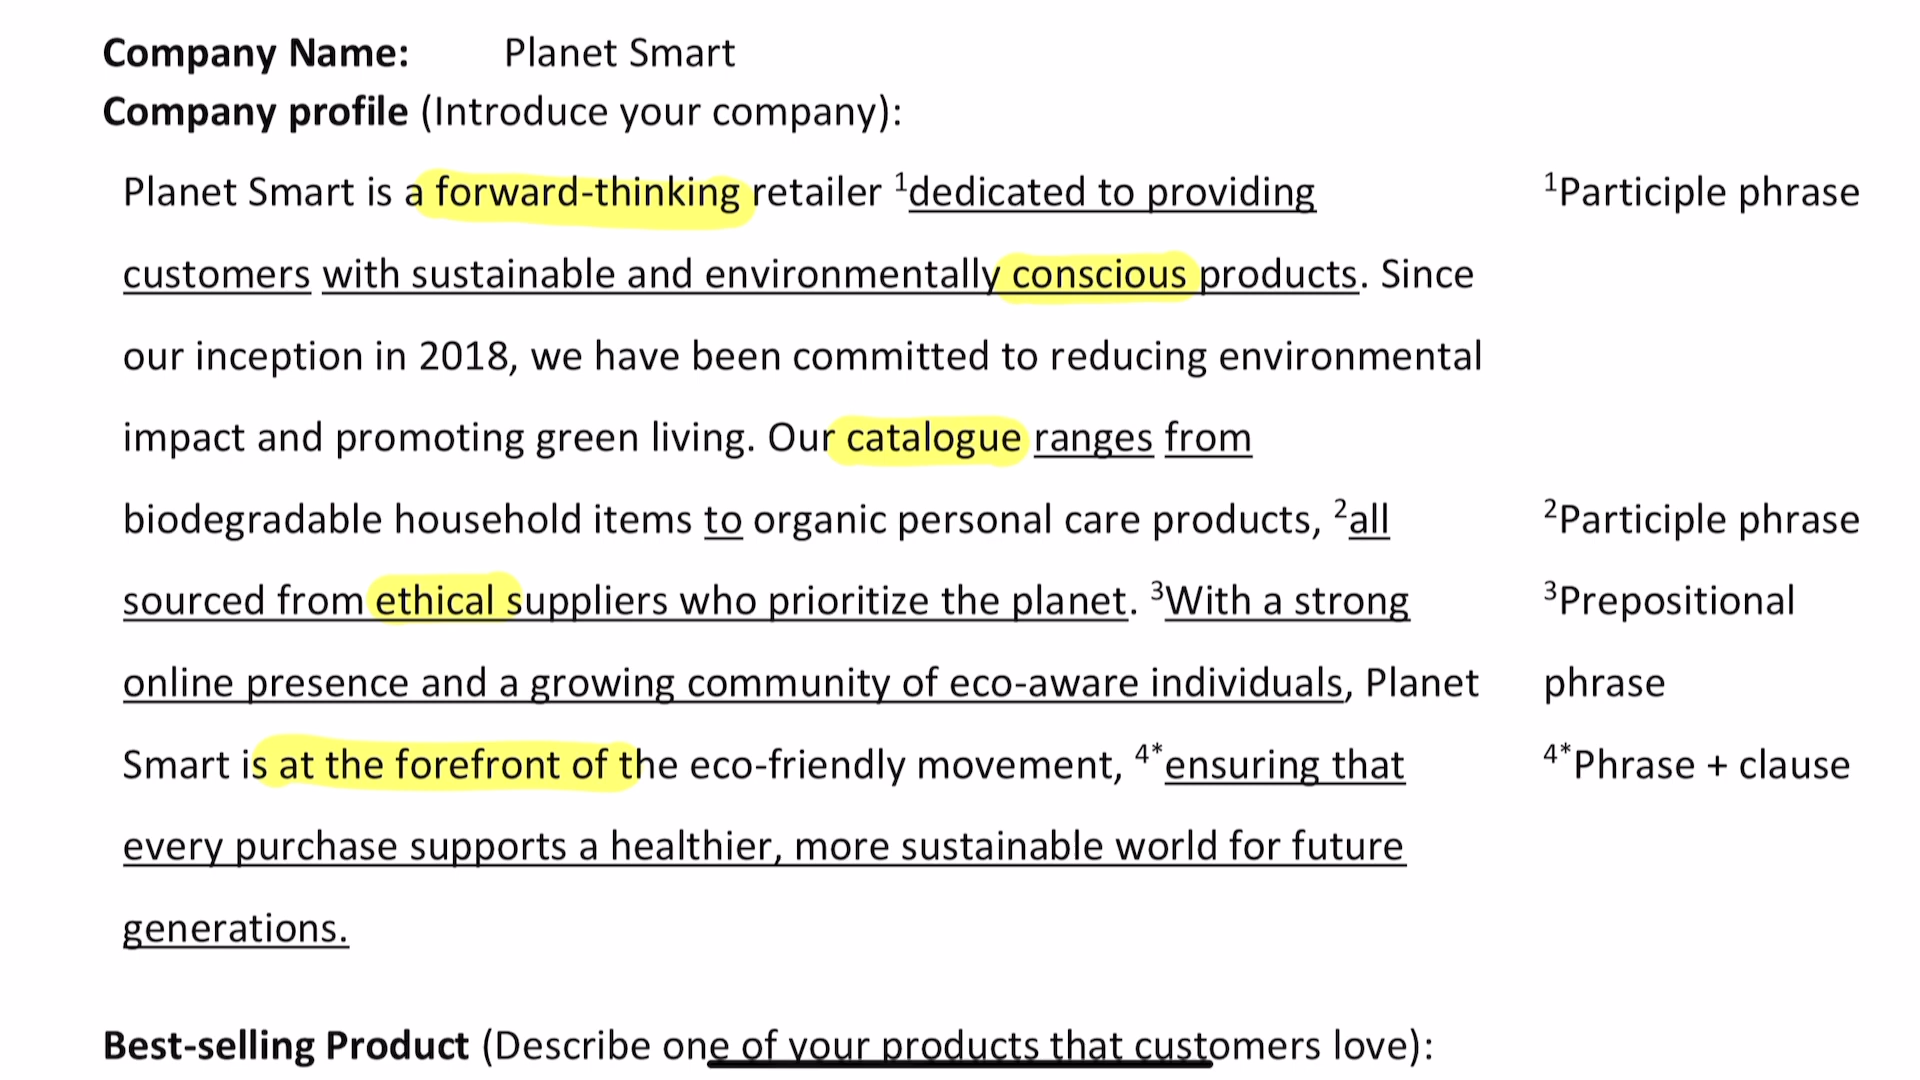 Company Name: Planet Smart
Company profile (Introduce your company):
Planet Smart is a forward-thinking retailer ¹dedicated to providing ¹Participle phrase
customers with sustainable and environmentally conscious products. Since
our inception in 2018, we have been committed to reducing environmental
impact and promoting green living. Our catalogue ranges from
biodegradable household items to organic personal care products, ²all ²Participle phrase
sourced from ethical suppliers who prioritize the planet. ³With a strong ³Prepositional
online presence and a growing community of eco-aware individuals, Planet phrase
Smart is at the forefront of the eco-friendly movement, ⁴*ensuring that ⁴*Phrase + clause
every purchase supports a healthier, more sustainable world for future
generations.
Best-selling Product (Describe one of your products that customers love):